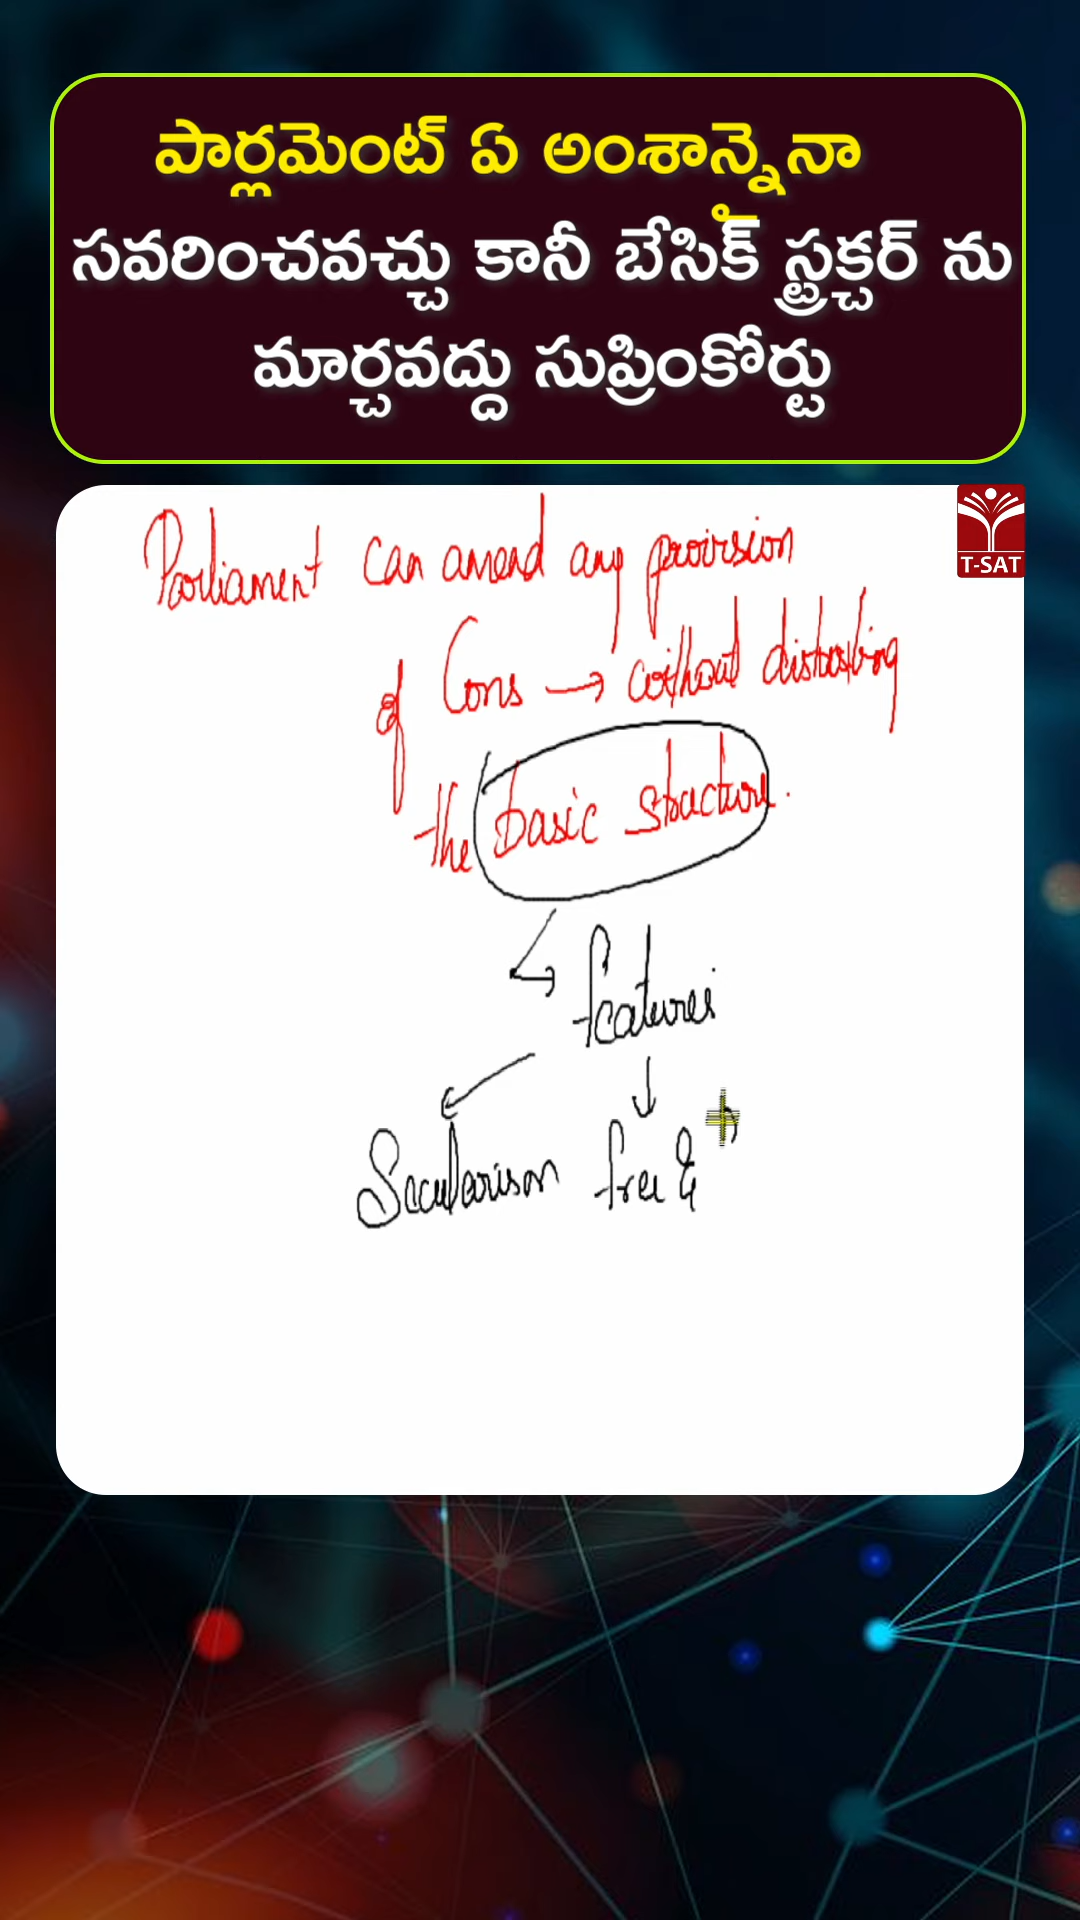 పార్లమెంట్ ఏ అంశాన్నైనా
సవరించవచ్చు కానీ బేసిక్ స్ట్రక్చర్ ను
మార్చవద్దు సుప్రింకోర్టు
T-SAT
Parliament can amend any provision
of Cons → without disturbing
the basic structure.
features
Secularism free &